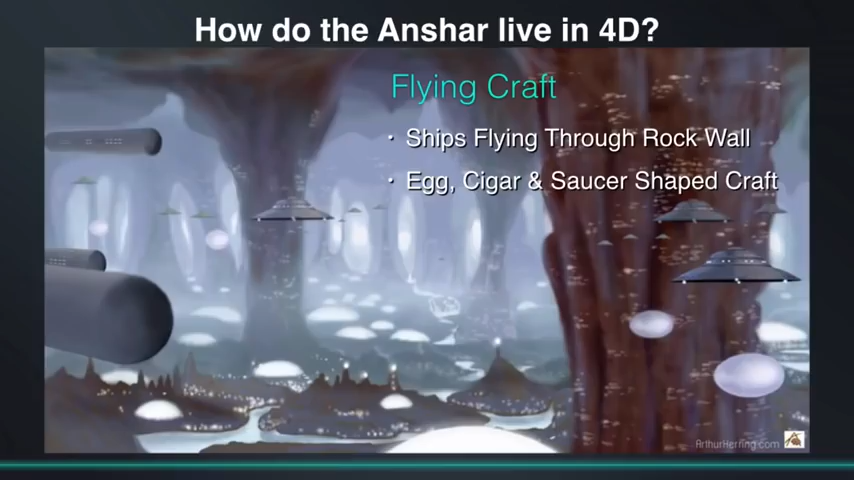 How do the Anshar live in 4D?
Flying Craft
· Ships Flying Through Rock Wall
· Egg, Cigar & Saucer Shaped Craft
ArthurHerring.com